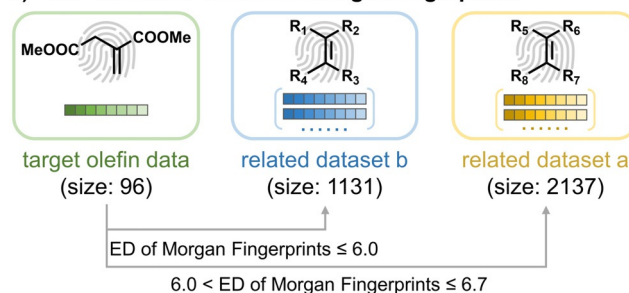 MeOOC
COOMe
R1 R2
R4 R3
R5 R6
R8 R7
target olefin data
(size: 96)
related dataset b
(size: 1131)
related dataset a
(size: 2137)
ED of Morgan Fingerprints ≤ 6.0
6.0 < ED of Morgan Fingerprints ≤ 6.7